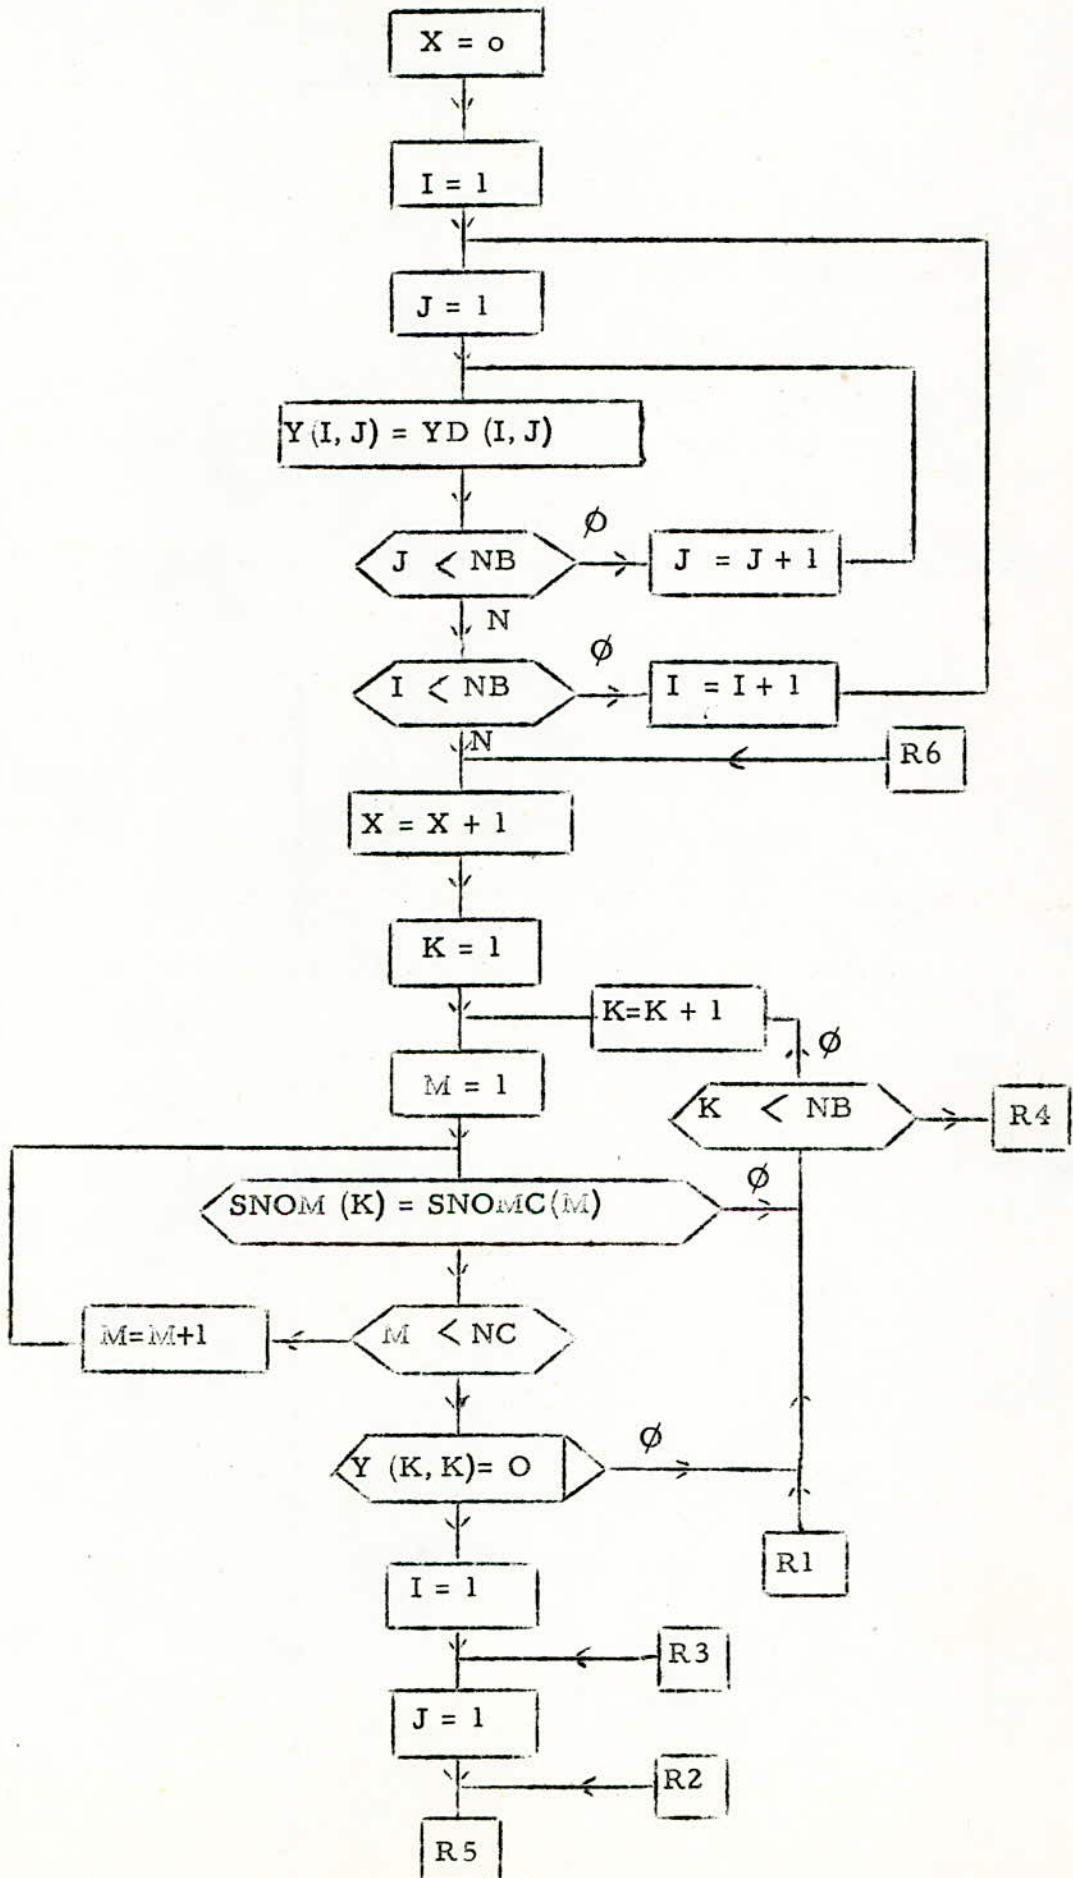 X = o
I = 1
J = 1
Y (I, J) = YD (I, J)
J < NB
Ø
J = J + 1
N
I < NB
Ø
I = I + 1
N
R6
X = X + 1
K = 1
K=K + 1
Ø
M = 1
K < NB
R4
SNOM (K) = SNOMC(M)
Ø
M=M+1
M < NC
Y (K, K)= O
Ø
R1
I = 1
R3
J = 1
R2
R5